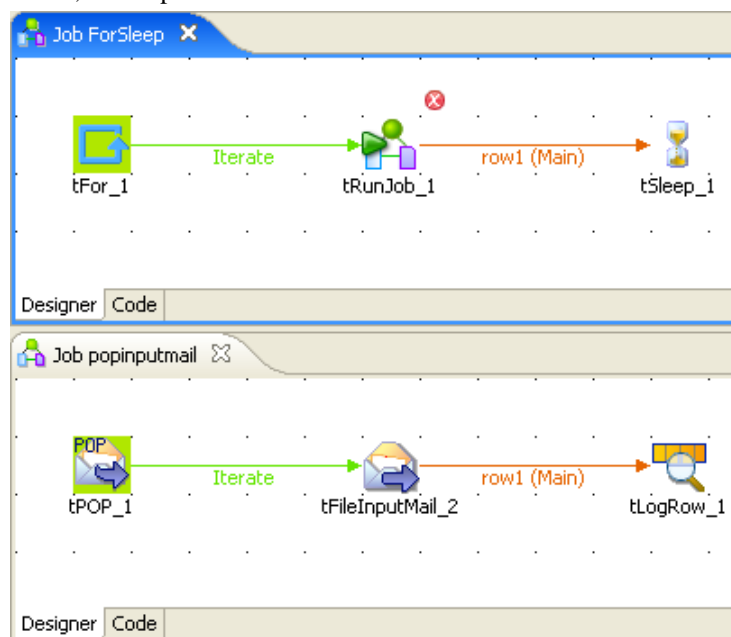 Job ForSleep
Iterate
row1 (Main)
tFor_1
tRunJob_1
tSleep_1
Designer Code
Job popinputmail
POP
Iterate
row1 (Main)
tPOP_1
tFileInputMail_2
tLogRow_1
Designer Code